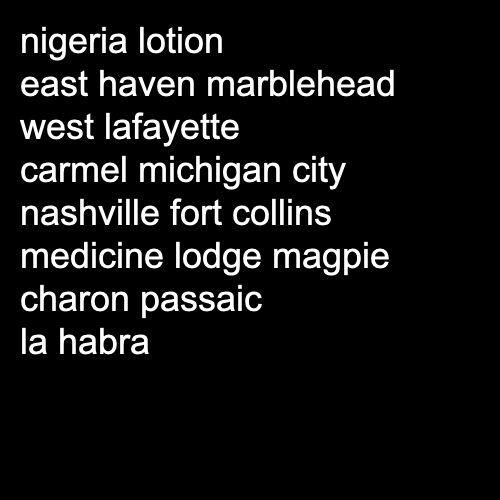 nigeria lotion
east haven marblehead
west lafayette
carmel michigan city
nashville fort collins
medicine lodge magpie
charon passaic
la habra